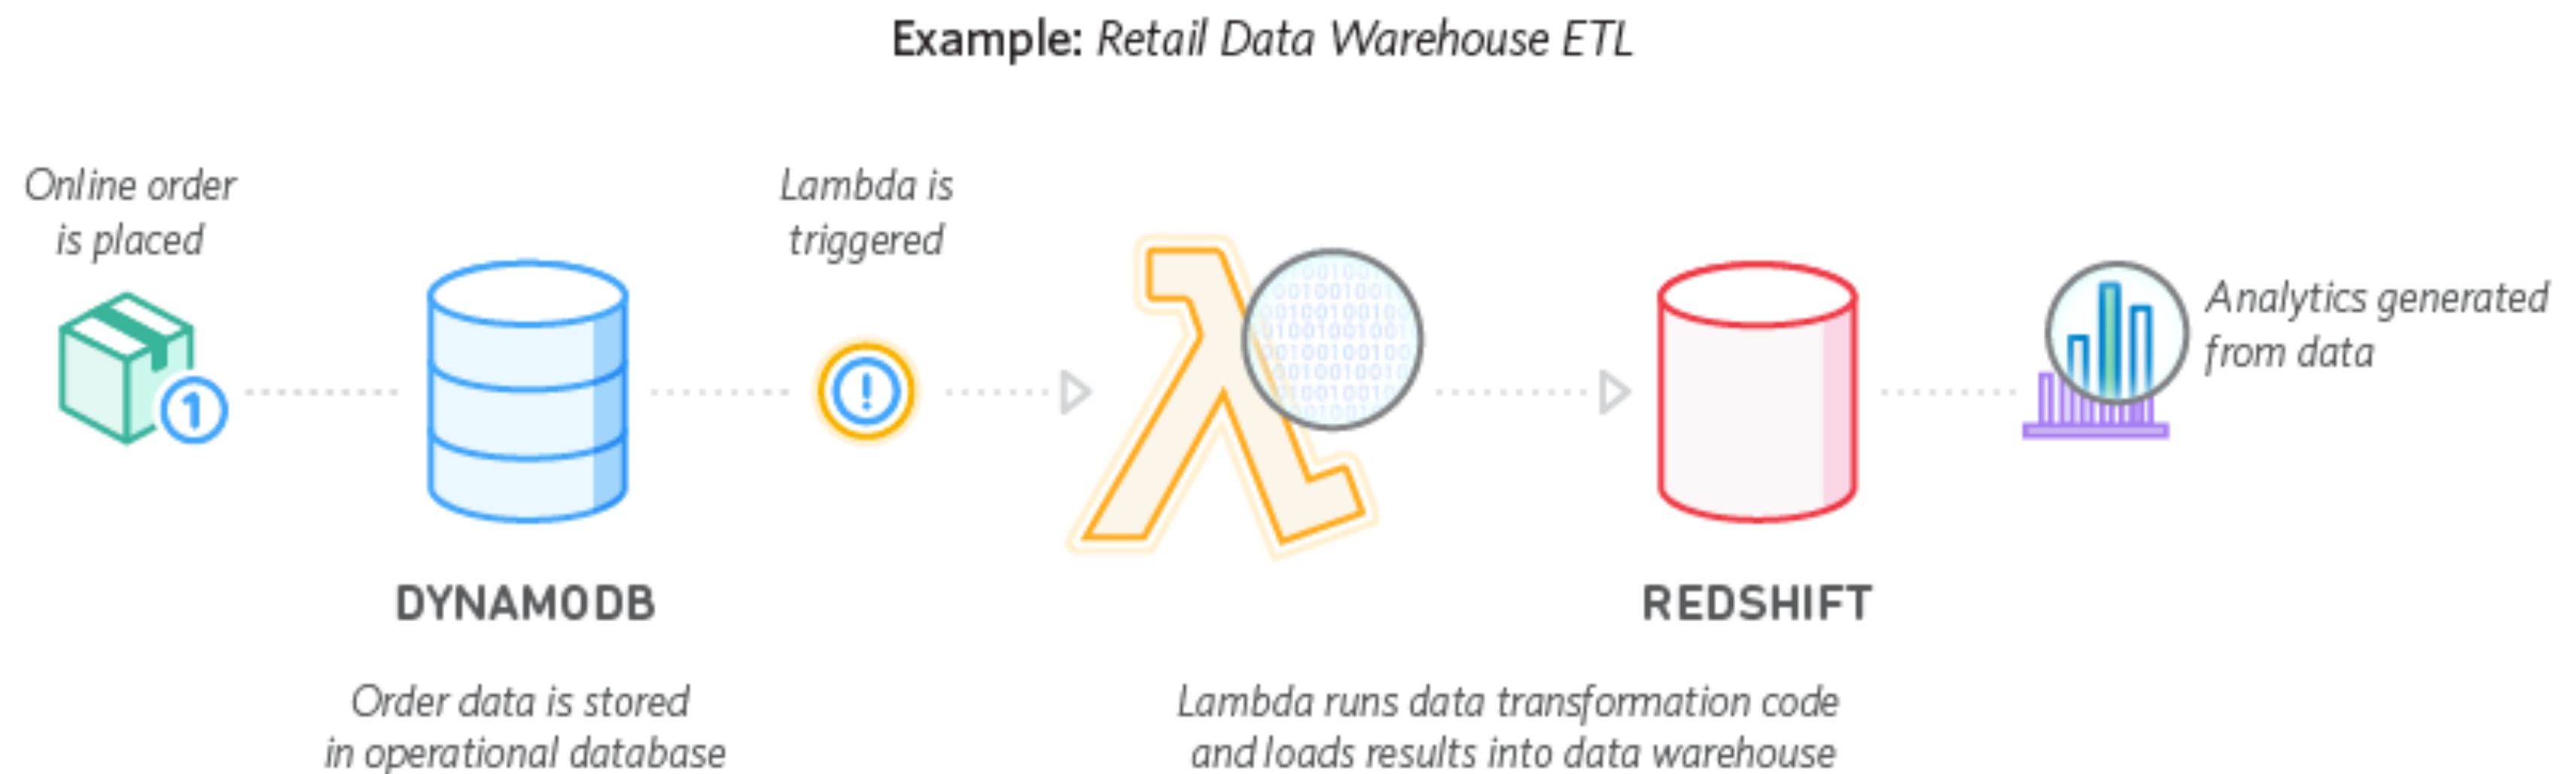 Example: Retail Data Warehouse ETL
Online order
is placed
1
DYNAMODB
Order data is stored
in operational database
Lambda is
triggered
!
Lambda runs data transformation code
and loads results into data warehouse
REDSHIFT
Analytics generated
from data